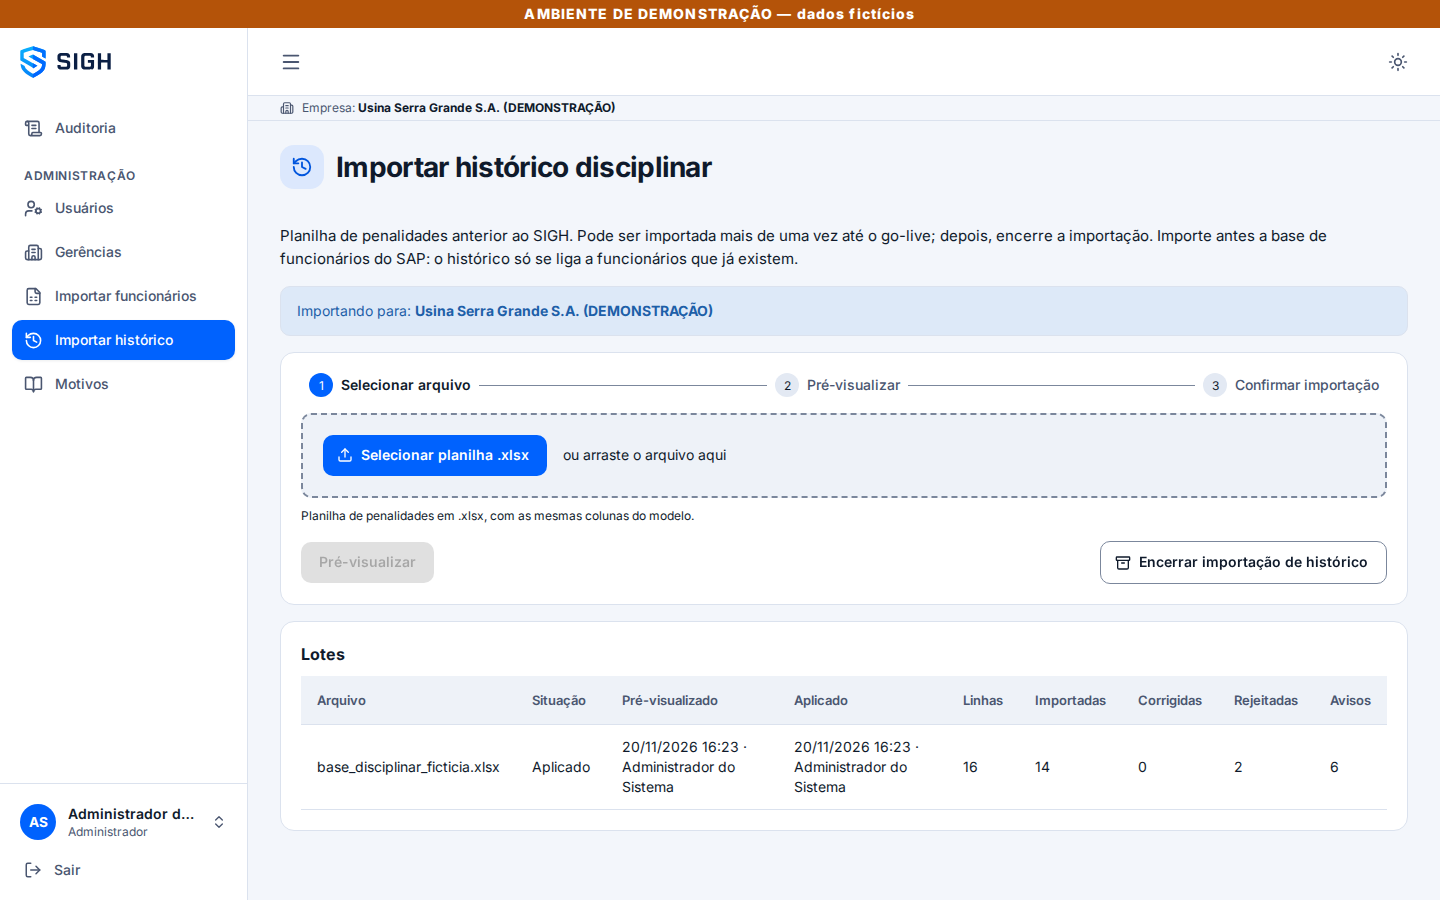 AMBIENTE DE DEMONSTRAÇÃO — dados fictícios
SIGH
Auditoria
ADMINISTRAÇÃO
Usuários
Gerências
Importar funcionários
Importar histórico
Motivos
Administrador d...
AS
Administrador
Sair
Empresa: Usina Serra Grande S.A. (DEMONSTRAÇÃO)
Importar histórico disciplinar
Planilha de penalidades anterior ao SIGH. Pode ser importada mais de uma vez até o go-live; depois, encerre a importação. Importe antes a base de
funcionários do SAP: o histórico só se liga a funcionários que já existem.
Importando para: Usina Serra Grande S.A. (DEMONSTRAÇÃO)
1 Selecionar arquivo 2 Pré-visualizar 3 Confirmar importação
Selecionar planilha .xlsx ou arraste o arquivo aqui
Planilha de penalidades em .xlsx, com as mesmas colunas do modelo.
Pré-visualizar Encerrar importação de histórico
Lotes
Arquivo Situação Pré-visualizado Aplicado Linhas Importadas Corrigidas Rejeitadas Avisos
20/11/2026 16:23 · 20/11/2026 16:23 ·
base_disciplinar_ficticia.xlsx Aplicado Administrador do Administrador do 16 14 0 2 6
Sistema Sistema